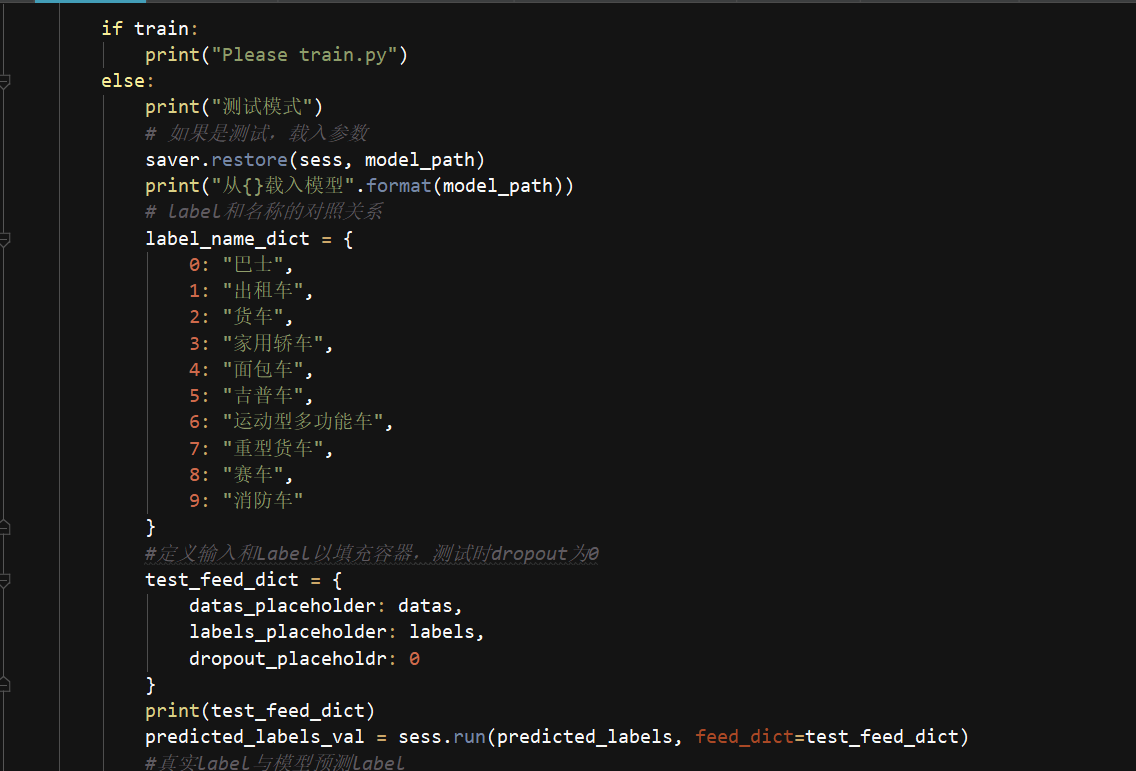 if train:
print("Please train.py")
else:
print("测试模式")
# 如果是测试，载入参数
saver.restore(sess, model_path)
print("从{}载入模型".format(model_path))
# label和名称的对照关系
label_name_dict = {
0: "巴士",
1: "出租车",
2: "货车",
3: "家用轿车",
4: "面包车",
5: "吉普车",
6: "运动型多功能车",
7: "重型货车",
8: "赛车",
9: "消防车"
}
#定义输入和Label以填充容器，测试时dropout为0
test_feed_dict = {
datas_placeholder: datas,
labels_placeholder: labels,
dropout_placeholdr: 0
}
print(test_feed_dict)
predicted_labels_val = sess.run(predicted_labels, feed_dict=test_feed_dict)
#真实label与模型预测label